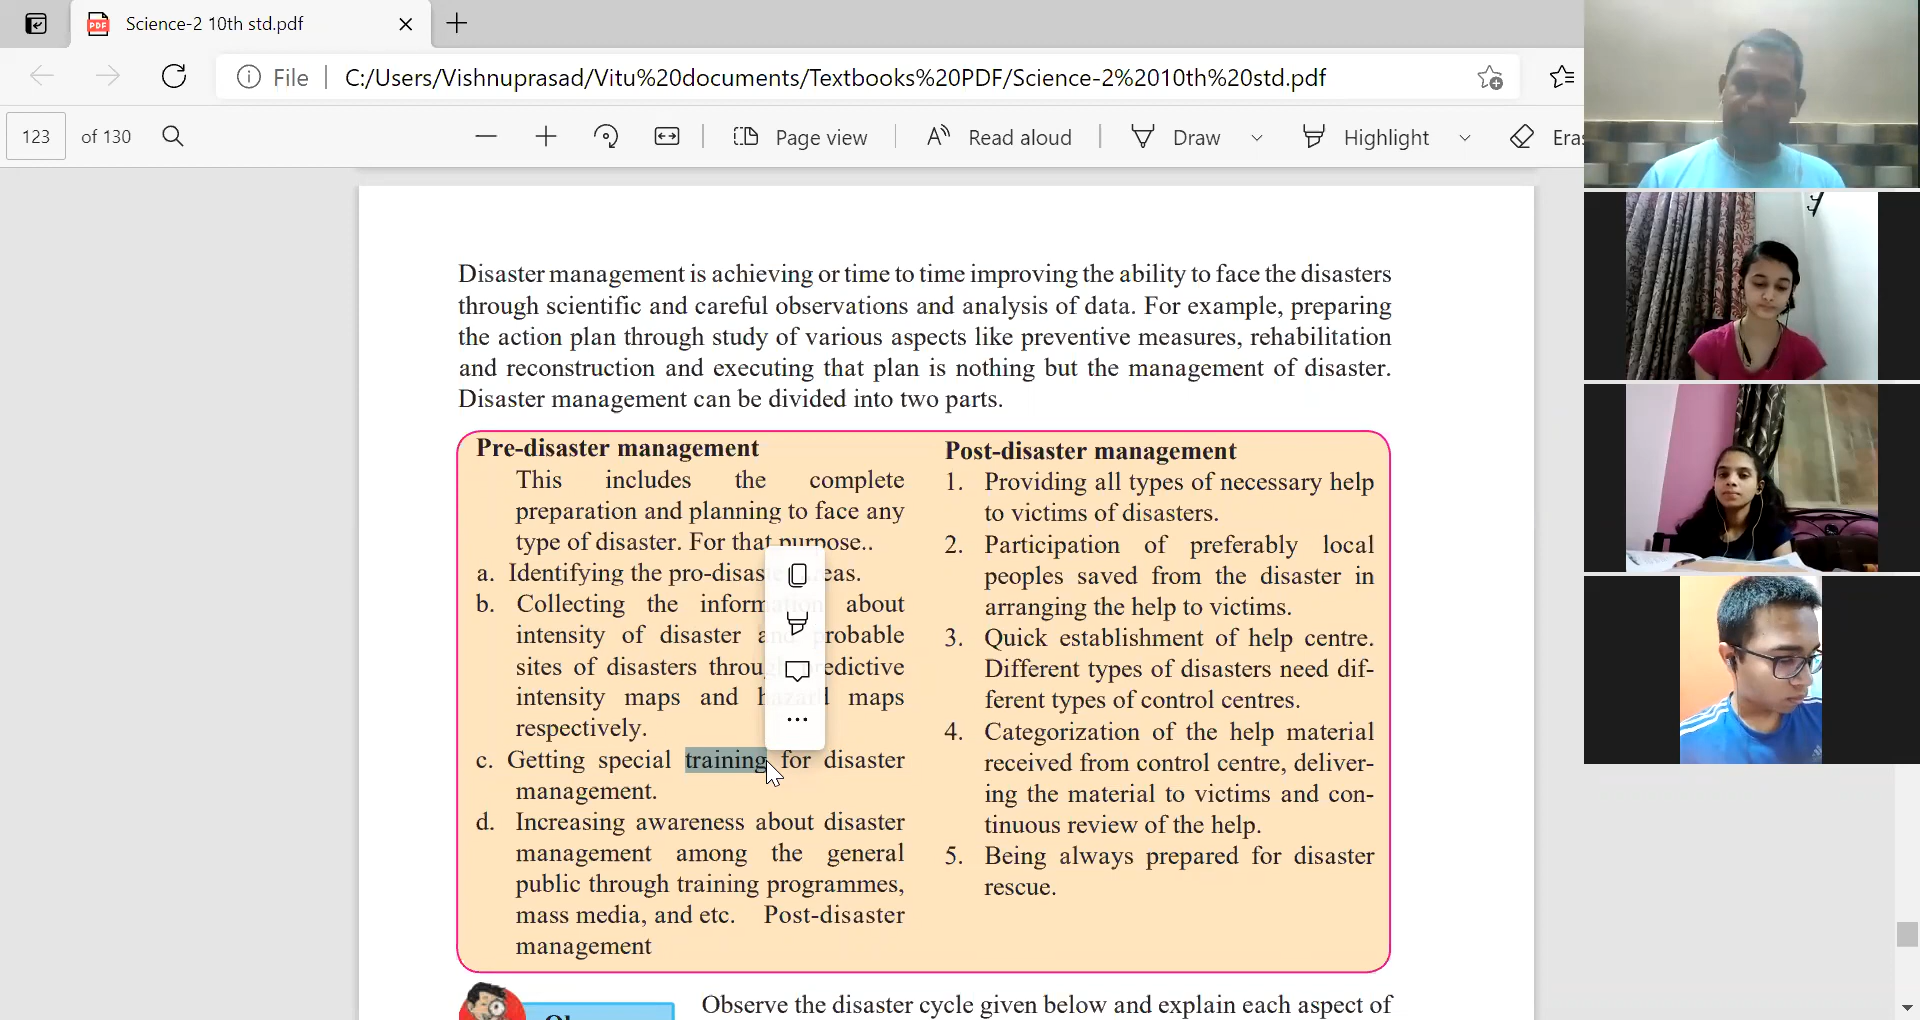 Science-2 10th std.pdf
File
C:/Users/Vishnuprasad/Vitu%20documents/Textbooks%20PDF/Science-2%2010th%20std.pdf
123 of 130
Page view
Read aloud
Draw
Highlight
Eras
Disaster management is achieving or time to time improving the ability to face the disasters
through scientific and careful observations and analysis of data. For example, preparing
the action plan through study of various aspects like preventive measures, rehabilitation
and reconstruction and executing that plan is nothing but the management of disaster.
Disaster management can be divided into two parts.
Pre-disaster management
This includes the complete
preparation and planning to face any
type of disaster. For that purpose..
a. Identifying the pro-disaster areas.
b. Collecting the information about
intensity of disaster and probable
sites of disasters through predictive
intensity maps and hazard maps
respectively.
c. Getting special training for disaster
management.
d. Increasing awareness about disaster
management among the general
public through training programmes,
mass media, and etc. Post-disaster
management
Post-disaster management
1. Providing all types of necessary help
to victims of disasters.
2. Participation of preferably local
peoples saved from the disaster in
arranging the help to victims.
3. Quick establishment of help centre.
Different types of disasters need dif-
ferent types of control centres.
4. Categorization of the help material
received from control centre, deliver-
ing the material to victims and con-
tinuous review of the help.
5. Being always prepared for disaster
rescue.
Observe the disaster cycle given below and explain each aspect of